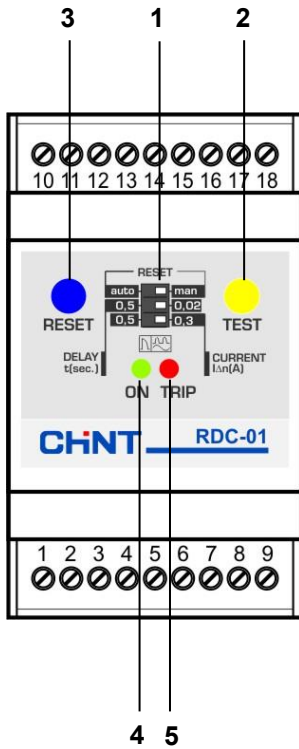 3 1 2
10 11 12 13 14 15 16 17 18
RESET
auto man
0,5 0,02
0,5 0,3
RESET TEST
DELAY
t(sec.)
CURRENT
I∆n(A)
ON TRIP
CHNT RDC-01
1 2 3 4 5 6 7 8 9
4 5